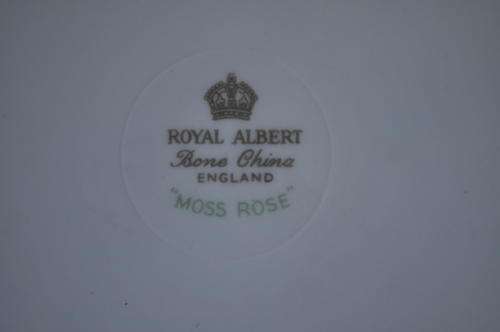 ROYAL ALBERT
Bone China
ENGLAND
"MOSS ROSE"